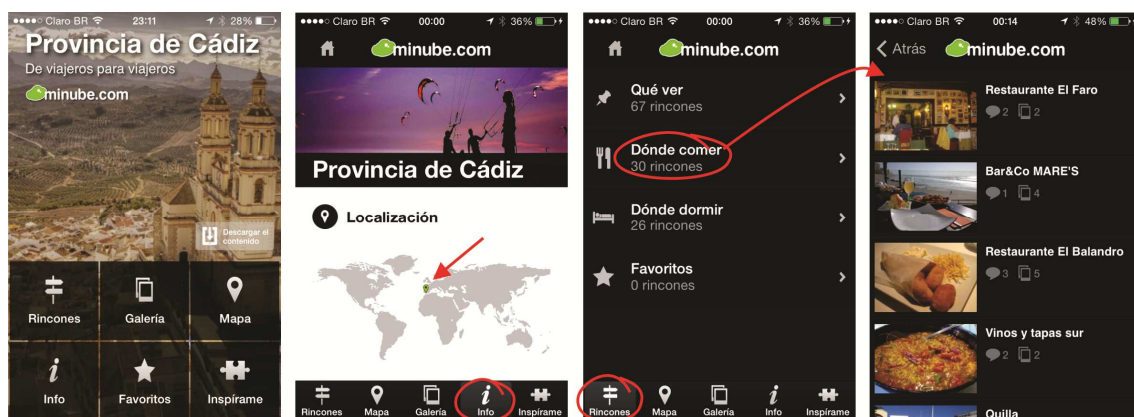 Claro BR 23:11 28%
Provincia de Cádiz
De viajeros para viajeros
minube.com
Descargar el
contenido
Rincones Galería Mapa
Info Favoritos Inspírame
Claro BR 00:00 36%
minube.com
Provincia de Cádiz
Localización
Rincones Mapa Galería Info Inspírame
Claro BR 00:00 36%
minube.com
Qué ver
67 rincones
Dónde comer
30 rincones
Dónde dormir
26 rincones
Favoritos
0 rincones
Rincones Mapa Galería Info Inspírame
Claro BR 00:14 48%
Atrás minube.com
Restaurante El Faro
2 2
Bar&Co MARE'S
1 4
Restaurante El Balandro
3 5
Vinos y tapas sur
2 2
Quilla